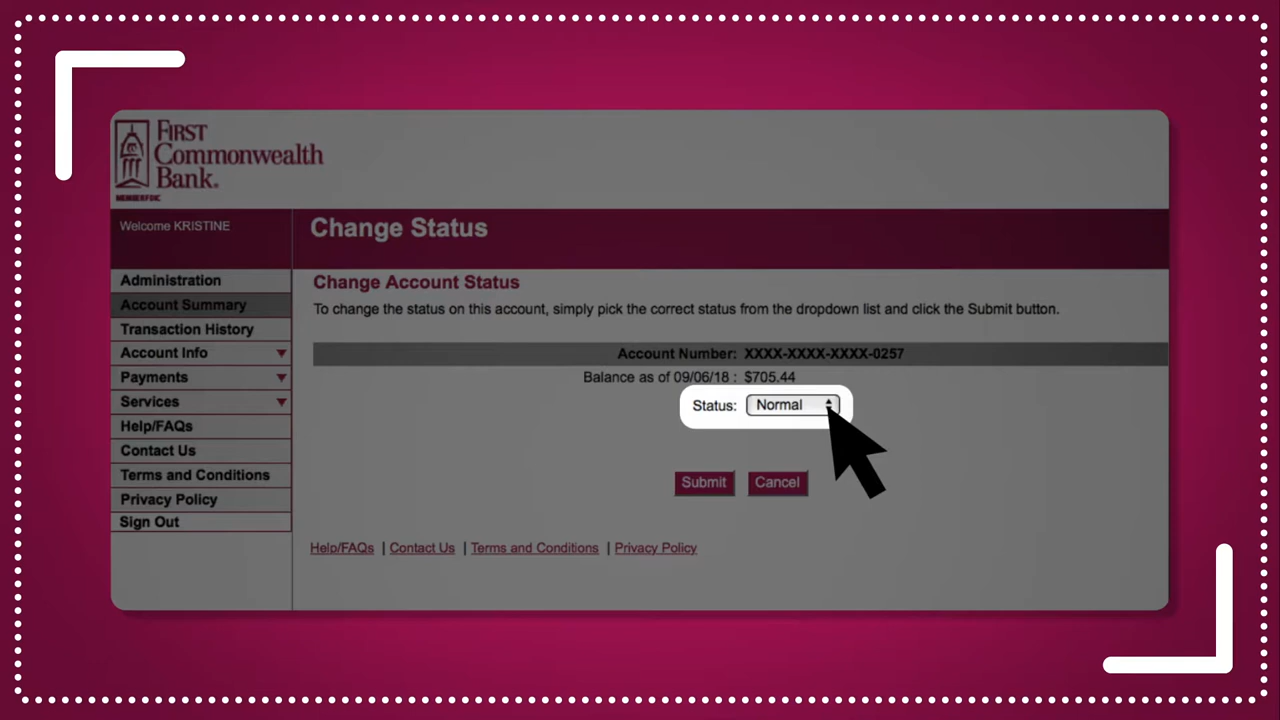 FIRST
COMMONWEALTH
BANK.
MEMBER FDIC
Welcome KRISTINE
Change Status
Administration
Account Summary
Transaction History
Account Info
Payments
Services
Help/FAQs
Contact Us
Terms and Conditions
Privacy Policy
Sign Out
Change Account Status
To change the status on this account, simply pick the correct status from the dropdown list and click the Submit button.
Account Number: XXXX-XXXX-XXXX-0257
Balance as of 09/06/18 : $705.44
Status: Normal
Submit Cancel
Help/FAQs | Contact Us | Terms and Conditions | Privacy Policy